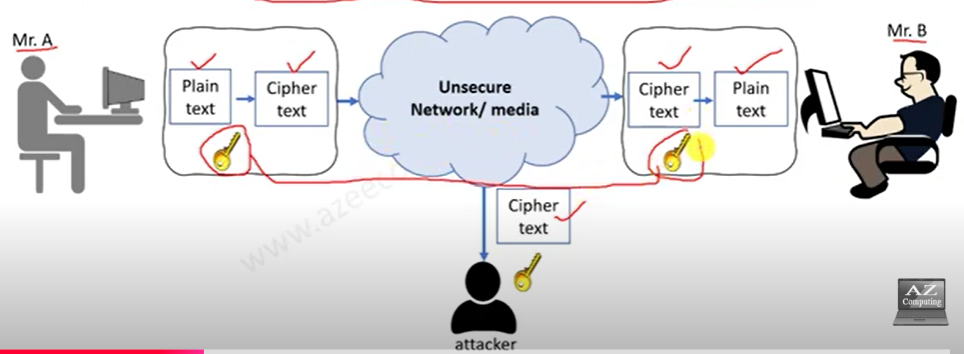 Mr. A
Mr. B
Plain
text
Cipher
text
Unsecure
Network/ media
Cipher
text
Plain
text
Cipher
text
attacker
AZ
Computing